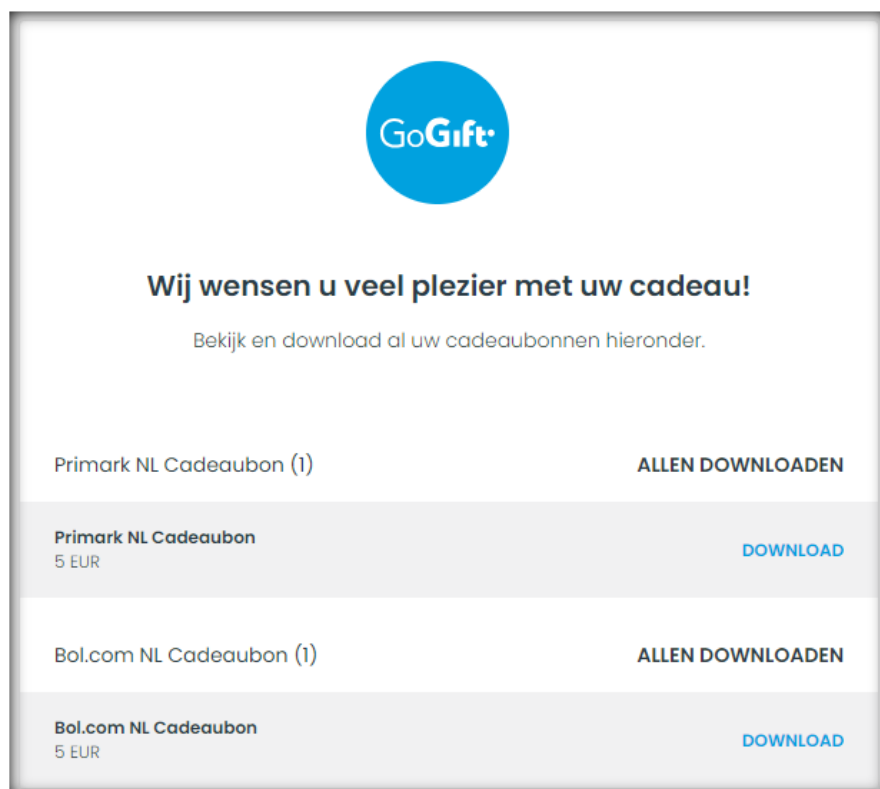 GoGift
Wij wensen u veel plezier met uw cadeau!
Bekijk en download al uw cadeaubonnen hieronder.
Primark NL Cadeaubon (1) ALLEN DOWNLOADEN
Primark NL Cadeaubon
5 EUR
DOWNLOAD
Bol.com NL Cadeaubon (1) ALLEN DOWNLOADEN
Bol.com NL Cadeaubon
5 EUR
DOWNLOAD